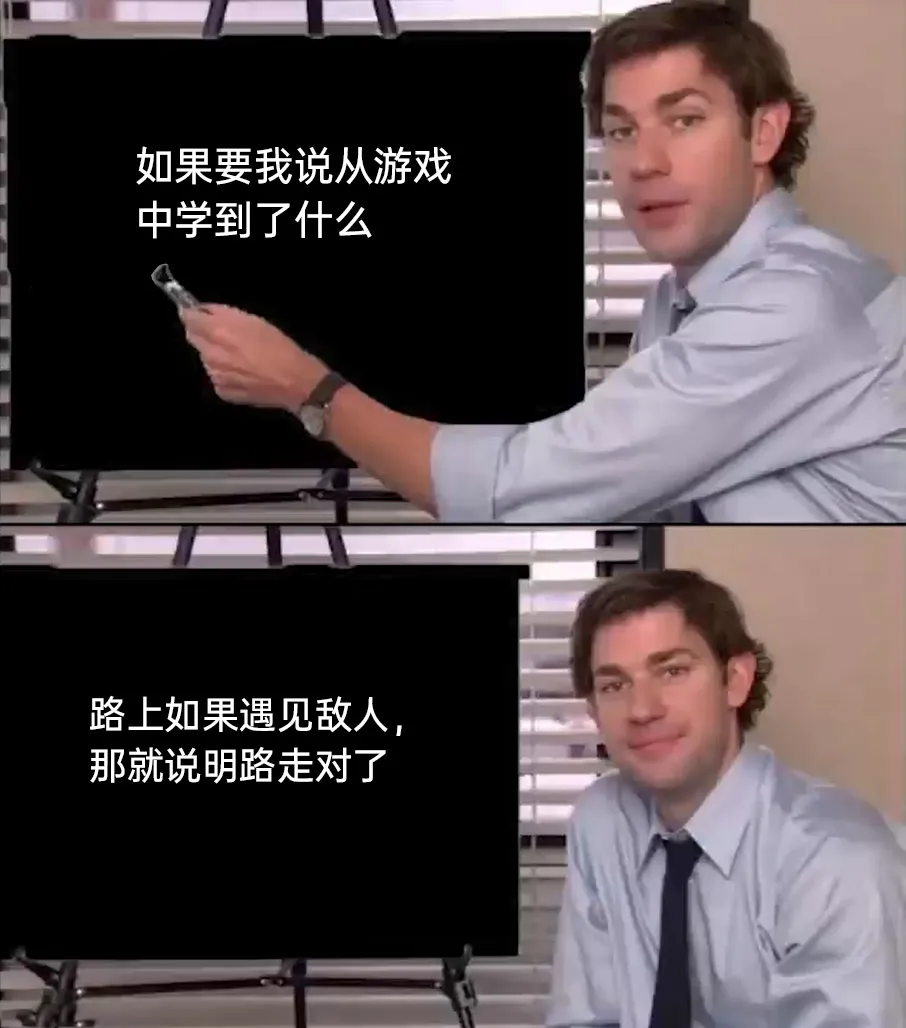 如果要我说从游戏
中学到了什么
路上如果遇见敌人，
那就说明路走对了